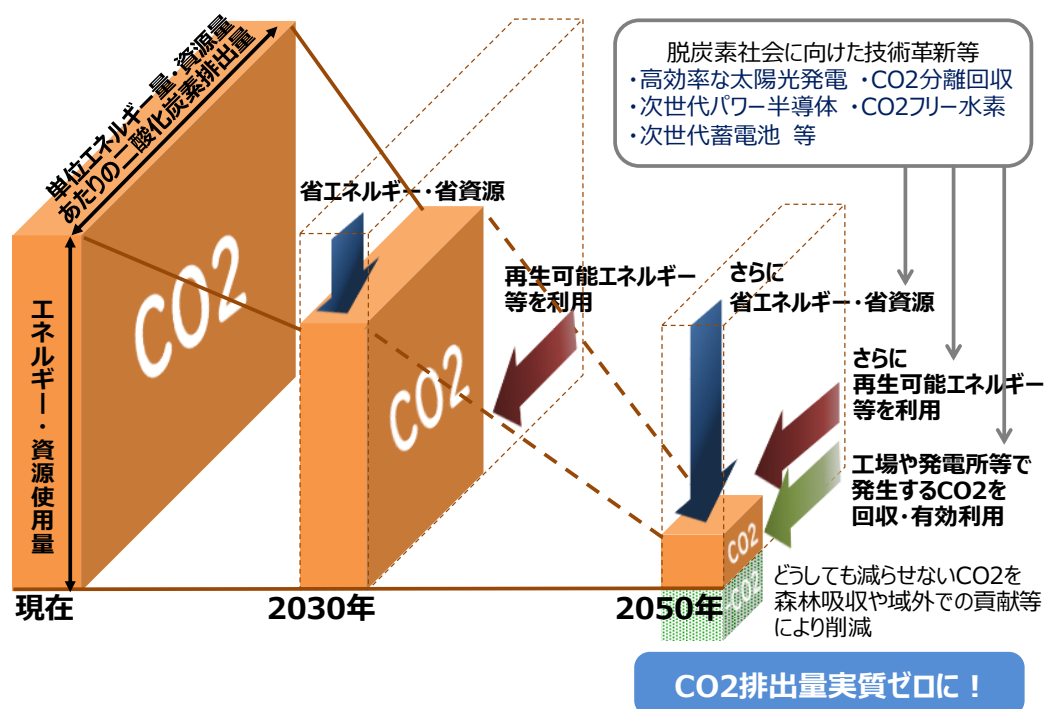 脱炭素社会に向けた技術革新等
・高効率な太陽光発電 ・CO2分離回収
・次世代パワー半導体 ・CO2フリー水素
・次世代蓄電池 等
単位エネルギー量・資源量
あたりの二酸化炭素排出量
エネルギー・資源使用量
CO2
省エネルギー・省資源
CO2
再生可能エネルギー
等を利用
さらに
省エネルギー・省資源
さらに
再生可能エネルギー
等を利用
工場や発電所等で
発生するCO2を
回収・有効利用
CO2
CO2
どうしても減らせないCO2を
森林吸収や域外での貢献等
により削減
現在
2030年
2050年
CO2排出量実質ゼロに!